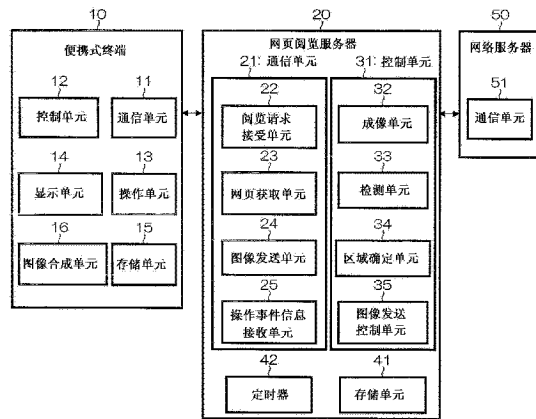 10
便携式终端
12
控制单元
11
通信单元
14
显示单元
13
操作单元
16
图像合成单元
15
存储单元
20
网页阅览服务器
21：通信单元
22
阅览请求
接受单元
23
网页获取单元
24
图像发送单元
25
操作事件信息
接收单元
31：控制单元
32
成像单元
33
检测单元
34
区域确定单元
35
图像发送
控制单元
42
定时器
41
存储单元
50
网络服务器
51
通信单元